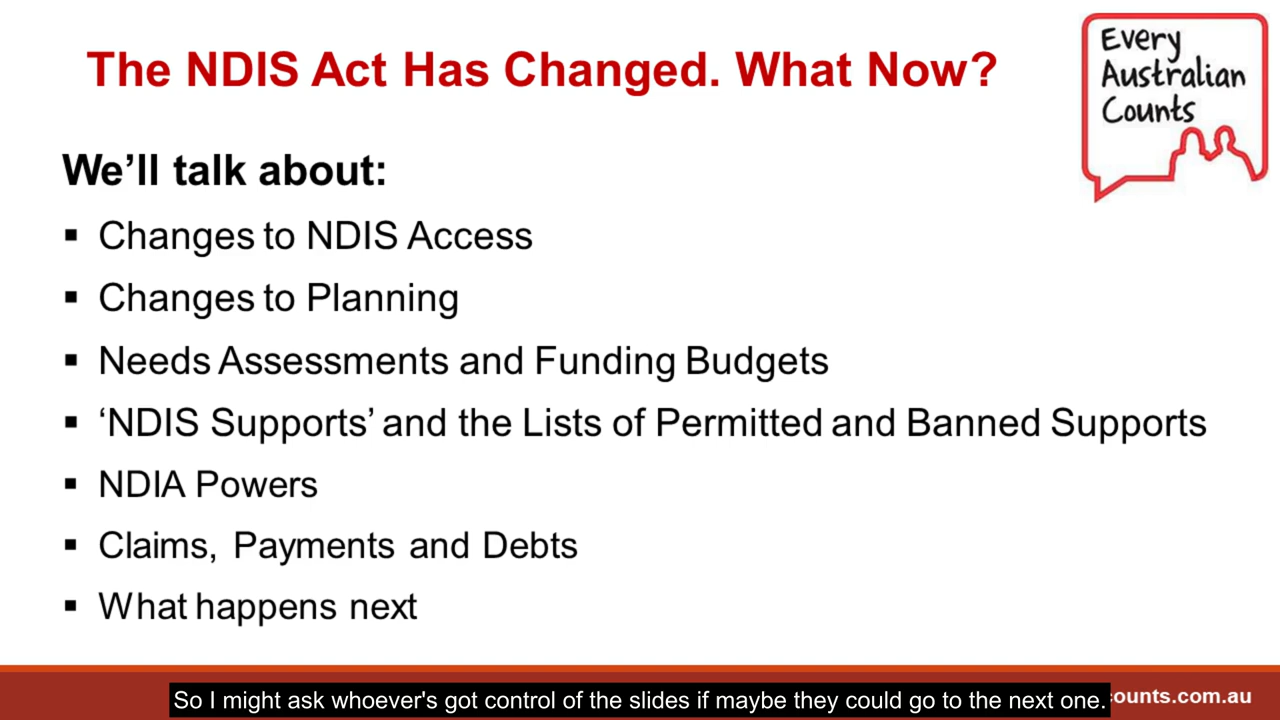 The NDIS Act Has Changed. What Now?
Every
Australian
Counts
We’ll talk about:
▪ Changes to NDIS Access
▪ Changes to Planning
▪ Needs Assessments and Funding Budgets
▪ ‘NDIS Supports’ and the Lists of Permitted and Banned Supports
▪ NDIA Powers
▪ Claims, Payments and Debts
▪ What happens next
So I might ask whoever's got control of the slides if maybe they could go to the next one.
ounts.com.au